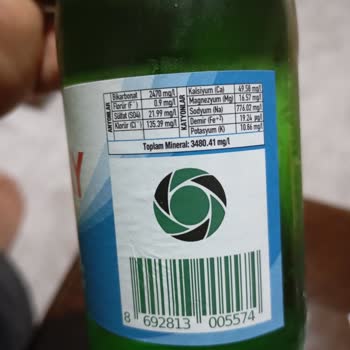 ANYONLAR
Bikarbonat 2470 mg/l
Florür (F⁻) 0.9 mg/l
Sülfat (SO4) 21.99 mg/l
Klorür (Cl⁻) 135.39 mg/l
KATYONLAR
Kalsiyum (Ca) 49.58 mg/l
Magnezyum (Mg) 16.57 mg/l
Sodyum (Na) 776.02 mg/l
Demir (Fe+2) 19.24 µg/l
Potasyum (K) 10.86 mg/l
Toplam Mineral: 3480.41 mg/l
Y
8 692813 005574